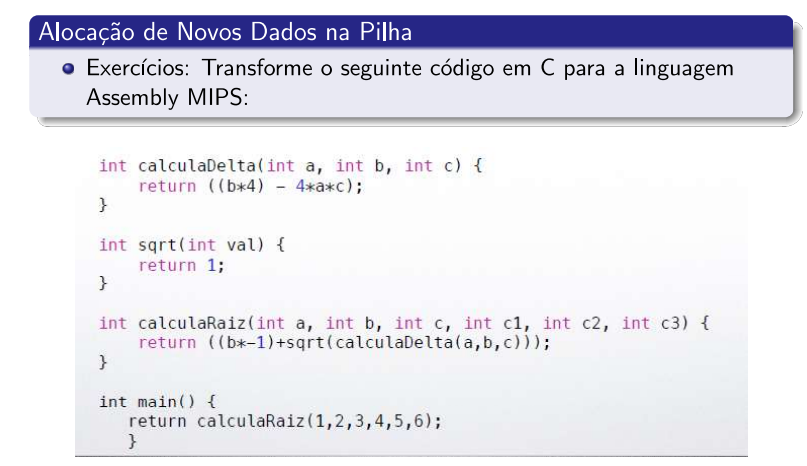 Alocação de Novos Dados na Pilha
Exercícios: Transforme o seguinte código em C para a linguagem
Assembly MIPS:
int calculaDelta(int a, int b, int c) {
    return ((b*4) - 4*a*c);
}
int sqrt(int val) {
    return 1;
}
int calculaRaiz(int a, int b, int c, int c1, int c2, int c3) {
    return ((b*-1)+sqrt(calculaDelta(a,b,c)));
}
int main() {
   return calculaRaiz(1,2,3,4,5,6);
   }